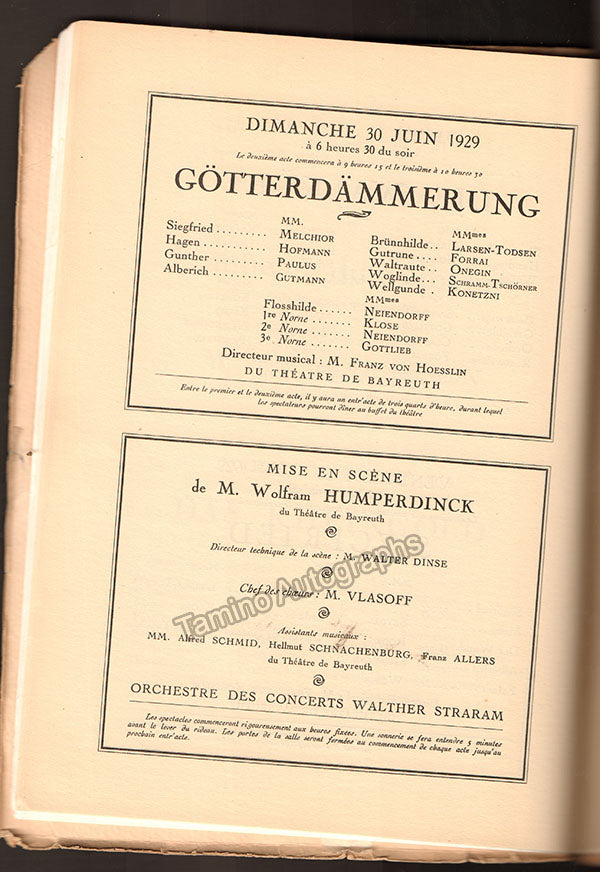 DIMANCHE 30 JUIN 1929
à 6 heures 30 du soir
Le deuxième acte commencera à 9 heures 15 et le troisième à 10 heures 50
GÖTTERDÄMMERUNG
MM.
Siegfried ......... MELCHIOR
Hagen ............ HOFMANN
Gunther ......... PAULUS
Alberich ......... GUTMANN
MMmes
Brünnhilde.. LARSEN-TODSEN
Gutrune.... FORRAI
Waltraute.. ONEGIN
Woglinde... SCHRAMM-TSCHÖRNER
Wellgunde . KONETZNI
MMmes
Flosshilde...... NEIENDORFF
1re Norne ....... KLOSE
2e Norne ....... NEIENDORFF
3e Norne ....... GOTTLIEB
Directeur musical : M. FRANZ VON HOESSLIN
DU THÉATRE DE BAYREUTH
Entre le premier et le deuxième acte, il y aura un entr'acte de trois quarts d'heure, durant lequel
les spectateurs pourront dîner au buffet du théâtre
MISE EN SCÈNE
de M. Wolfram HUMPERDINCK
du Théâtre de Bayreuth
Directeur technique de la scène : M. WALTER DINSE
Chef des chœurs : M. VLASOFF
Tamino Autographs
Assistants musicaux :
MM. Alfred SCHMID, Hellmut SCHNACHENBURG, Franz ALLERS
du Théâtre de Bayreuth
ORCHESTRE DES CONCERTS WALTHER STRARAM
Les spectacles commenceront rigoureusement aux heures fixées. Une sonnerie se fera entendre 5 minutes
avant le lever du rideau. Les portes de la salle seront fermées au commencement de chaque acte jusqu'au
prochain entr'acte.